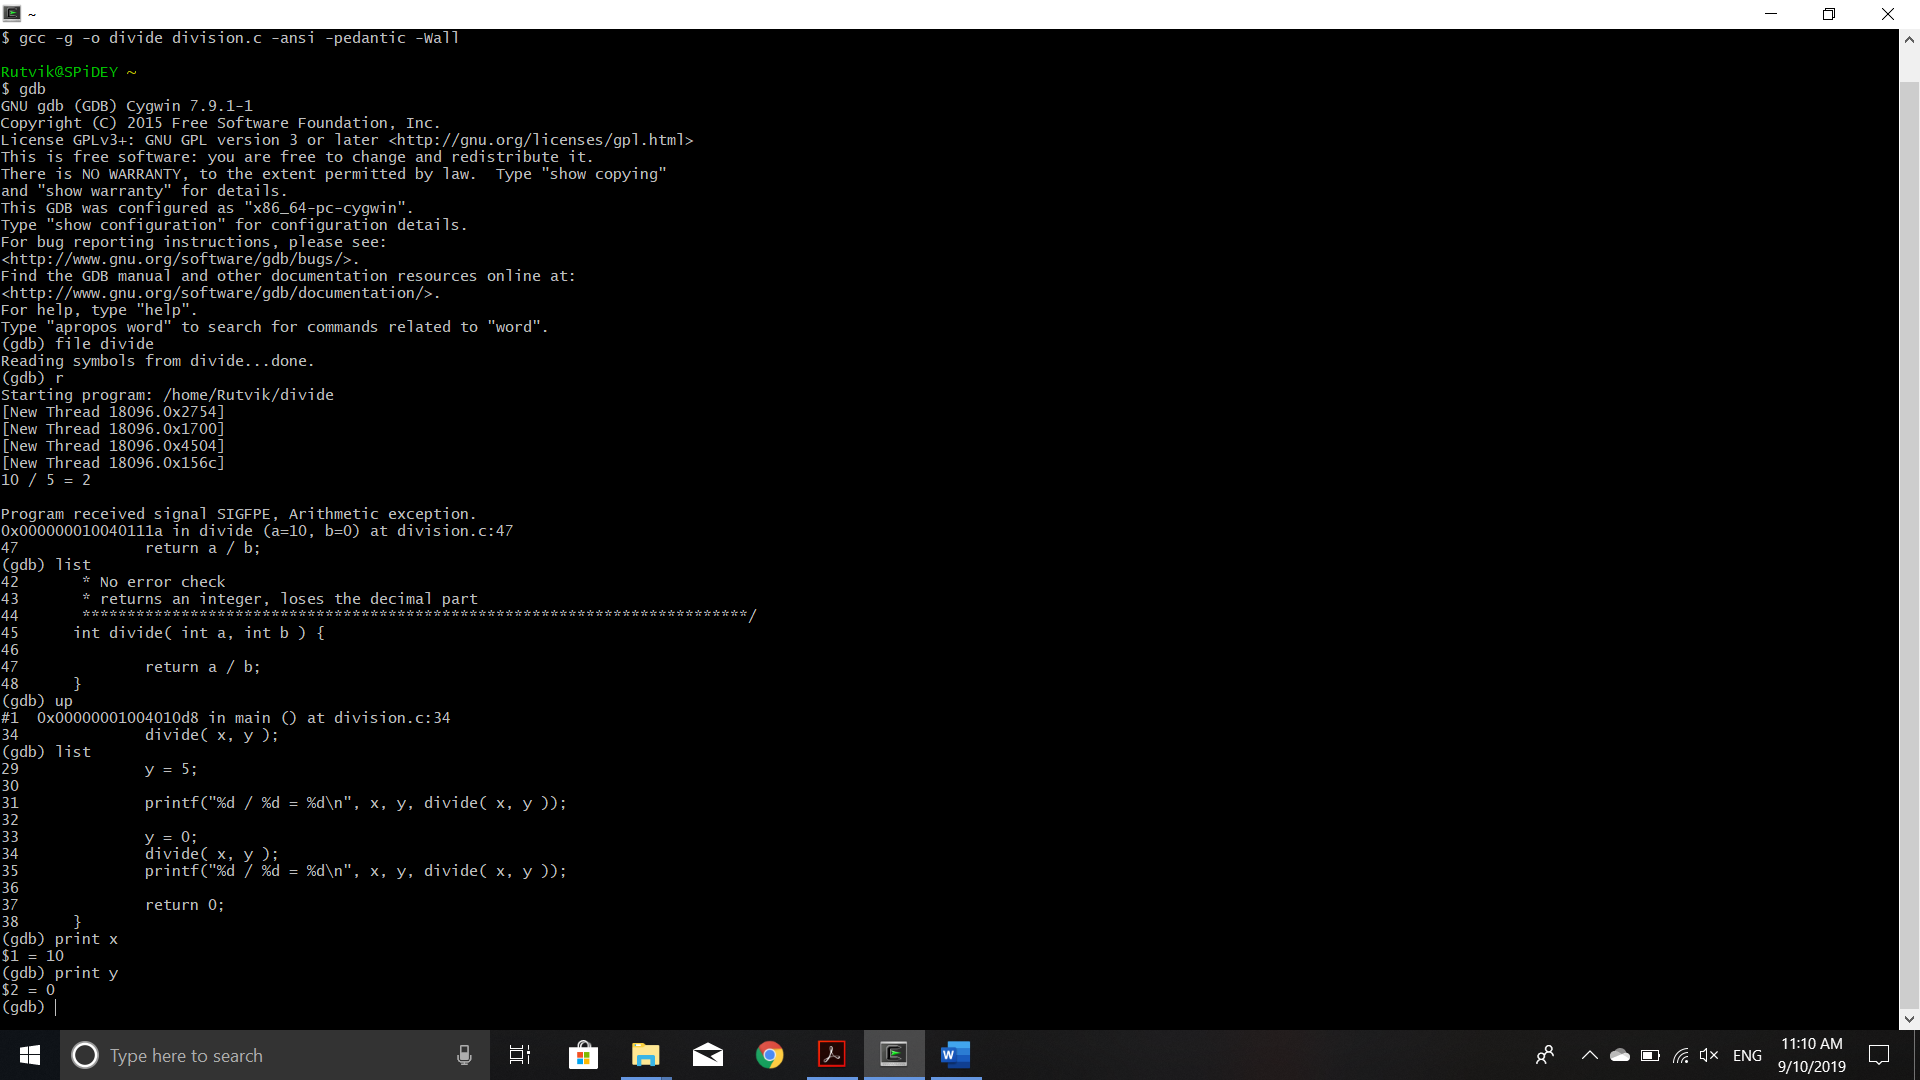 ~
$ gcc -g -o divide division.c -ansi -pedantic -Wall
Rutvik@SPiDEY ~
$ gdb
GNU gdb (GDB) Cygwin 7.9.1-1
Copyright (C) 2015 Free Software Foundation, Inc.
License GPLv3+: GNU GPL version 3 or later <http://gnu.org/licenses/gpl.html>
This is free software: you are free to change and redistribute it.
There is NO WARRANTY, to the extent permitted by law.  Type "show copying"
and "show warranty" for details.
This GDB was configured as "x86_64-pc-cygwin".
Type "show configuration" for configuration details.
For bug reporting instructions, please see:
<http://www.gnu.org/software/gdb/bugs/>.
Find the GDB manual and other documentation resources online at:
<http://www.gnu.org/software/gdb/documentation/>.
For help, type "help".
Type "apropos word" to search for commands related to "word".
(gdb) file divide
Reading symbols from divide...done.
(gdb) r
Starting program: /home/Rutvik/divide
[New Thread 18096.0x2754]
[New Thread 18096.0x1700]
[New Thread 18096.0x4504]
[New Thread 18096.0x156c]
10 / 5 = 2
Program received signal SIGFPE, Arithmetic exception.
0x000000010040111a in divide (a=10, b=0) at division.c:47
47              return a / b;
(gdb) list
42       * No error check
43       * returns an integer, loses the decimal part
44       **************************************************************************/
45      int divide( int a, int b ) {
46
47              return a / b;
48      }
(gdb) up
#1  0x00000001004010d8 in main () at division.c:34
34              divide( x, y );
(gdb) list
29              y = 5;
30
31              printf("%d / %d = %d\n", x, y, divide( x, y ));
32
33              y = 0;
34              divide( x, y );
35              printf("%d / %d = %d\n", x, y, divide( x, y ));
36
37              return 0;
38      }
(gdb) print x
$1 = 10
(gdb) print y
$2 = 0
(gdb)
Type here to search
ENG
11:10 AM
9/10/2019